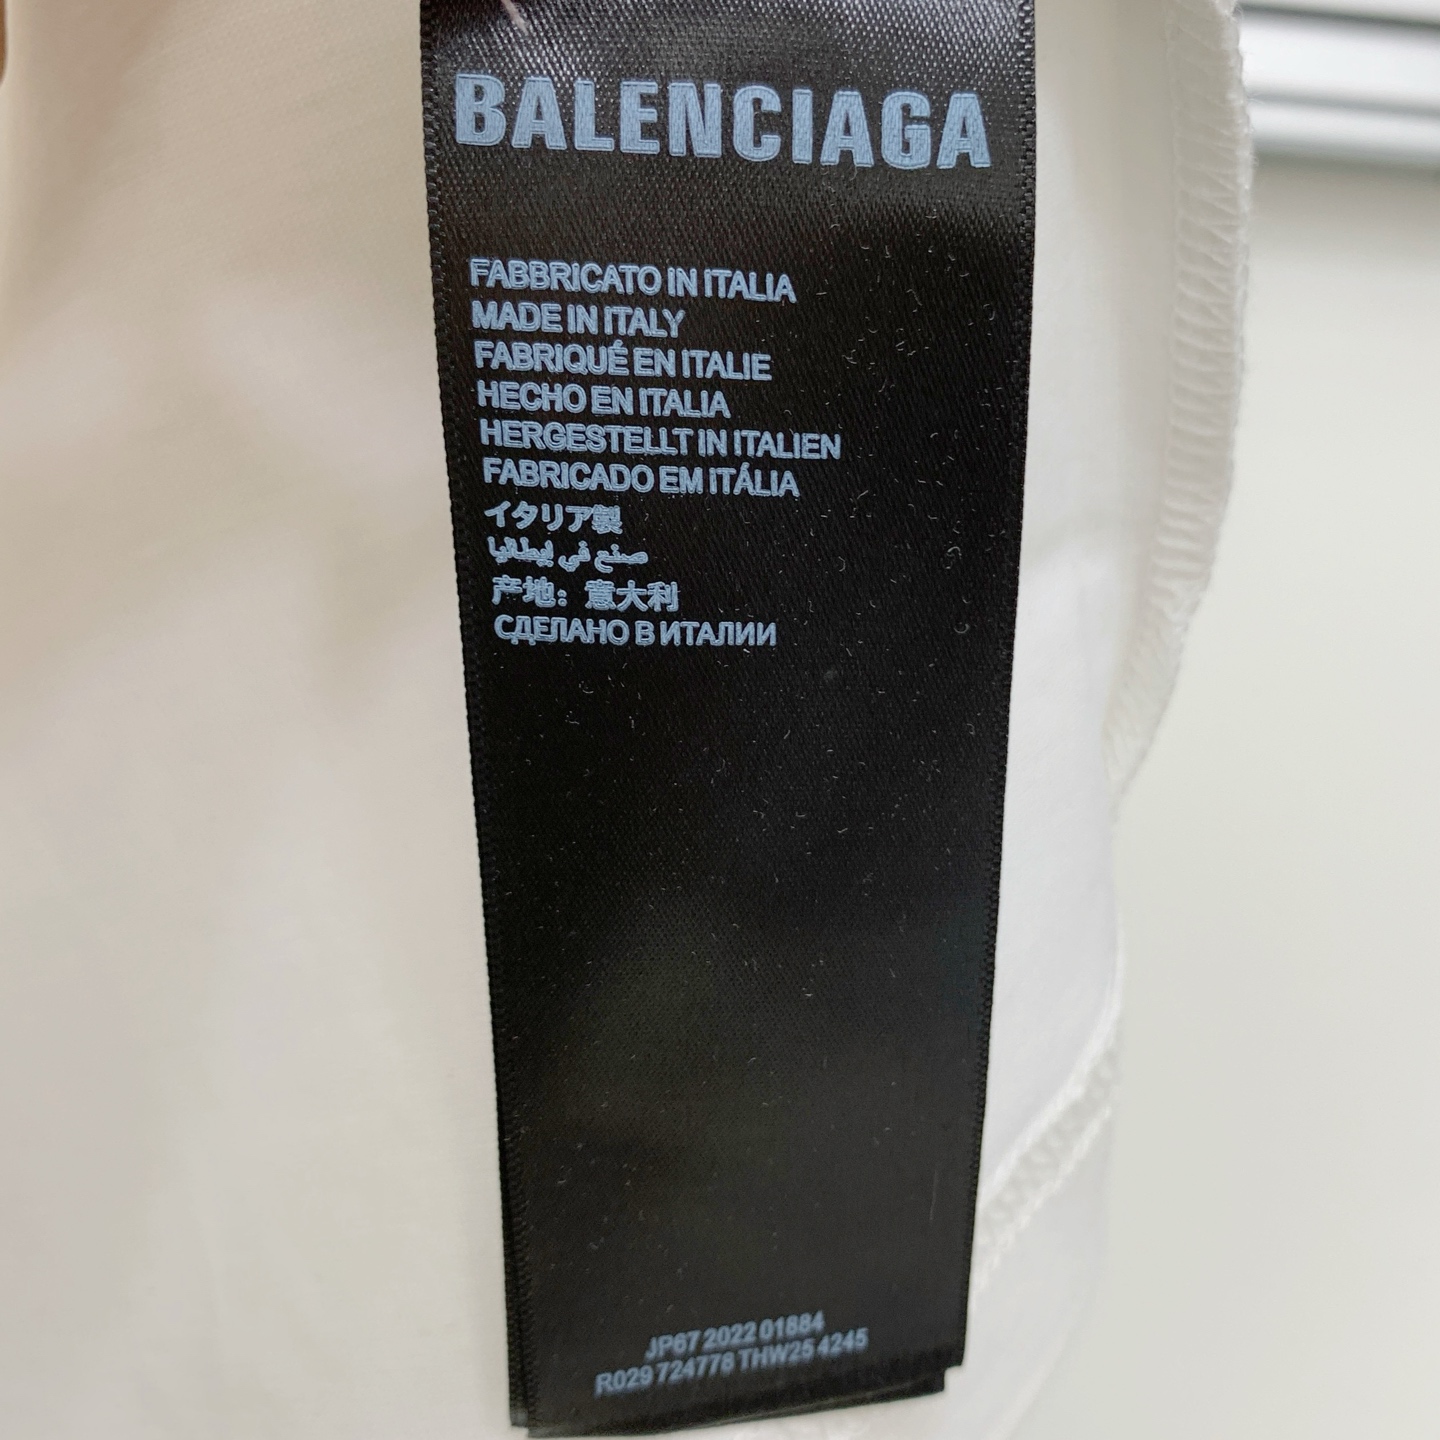 BALENCIAGA
FABBRICATO IN ITALIA
MADE IN ITALY
FABRIQUÉ EN ITALIE
HECHO EN ITALIA
HERGESTELLT IN ITALIEN
FABRICADO EM ITÁLIA
イタリア製
صنع في إيطاليا
产地：意大利
СДЕЛАНО В ИТАЛИИ
JP67 2022 01884
R029 724778 THW25 4245